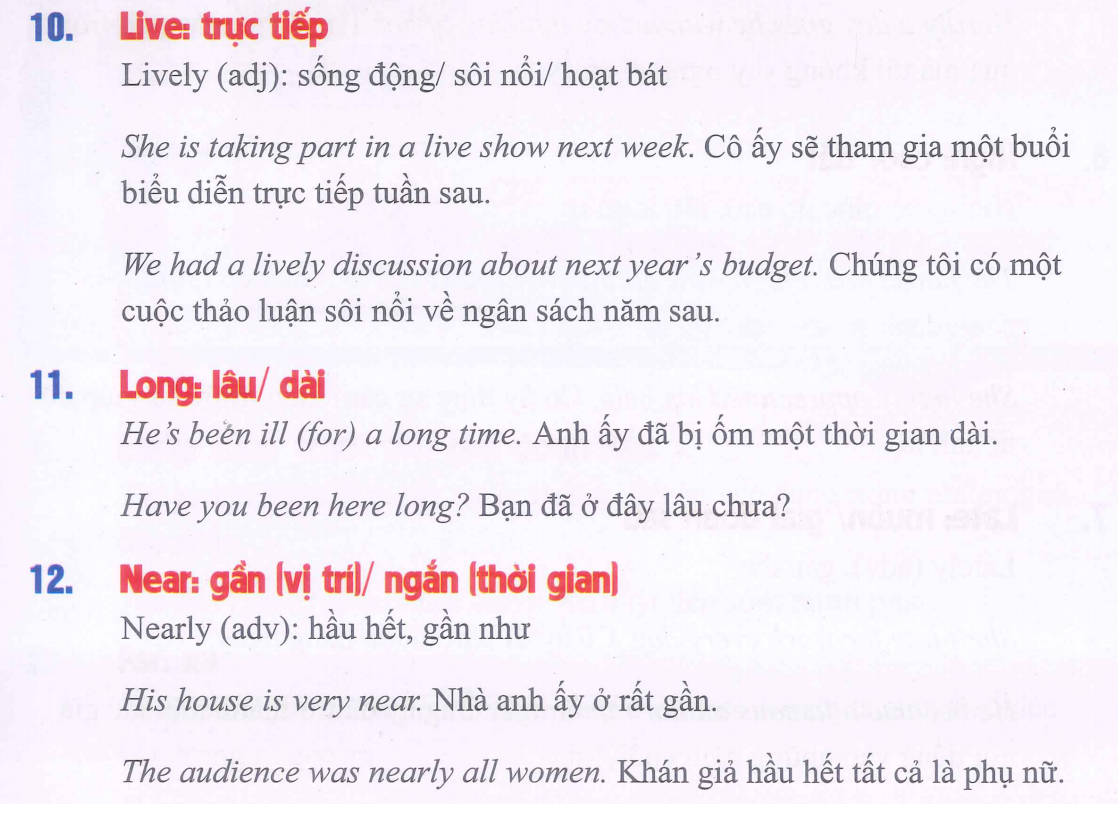 10. Live: trực tiếp
Lively (adj): sống động/ sôi nổi/ hoạt bát
She is taking part in a live show next week. Cô ấy sẽ tham gia một buổi
biểu diễn trực tiếp tuần sau.
We had a lively discussion about next year's budget. Chúng tôi có một
cuộc thảo luận sôi nổi về ngân sách năm sau.
11. Long: lâu/ dài
He's been ill (for) a long time. Anh ấy đã bị ốm một thời gian dài.
Have you been here long? Bạn đã ở đây lâu chưa?
12. Near: gần (vị trí)/ ngắn (thời gian)
Nearly (adv): hầu hết, gần như
His house is very near. Nhà anh ấy ở rất gần.
The audience was nearly all women. Khán giả hầu hết tất cả là phụ nữ.